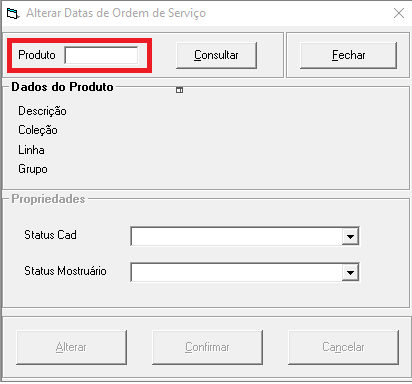 Alterar Datas de Ordem de Serviço
Produto Consultar Fechar
Dados do Produto
Descrição
Coleção
Linha
Grupo
Propriedades
Status Cad
Status Mostruário
Alterar Confirmar Cancelar